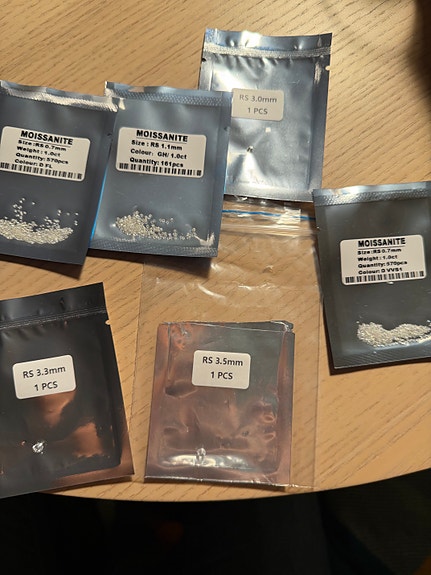 RS 3.0mm
1 PCS
MOISSANITE
Size :RS 0.7mm
Weight : 1.0ct
Quantity: 570pcs
Colour: D FL
MOISSANITE
Size : RS 1.1mm
Colour: GH/ 1.0ct
Quantity: 161pcs
MOISSANITE
Size :RS 0.7mm
Weight : 1.0ct
Quantity: 570pcs
Colour: D VVS1
RS 3.3mm
1 PCS
RS 3.5mm
1 PCS